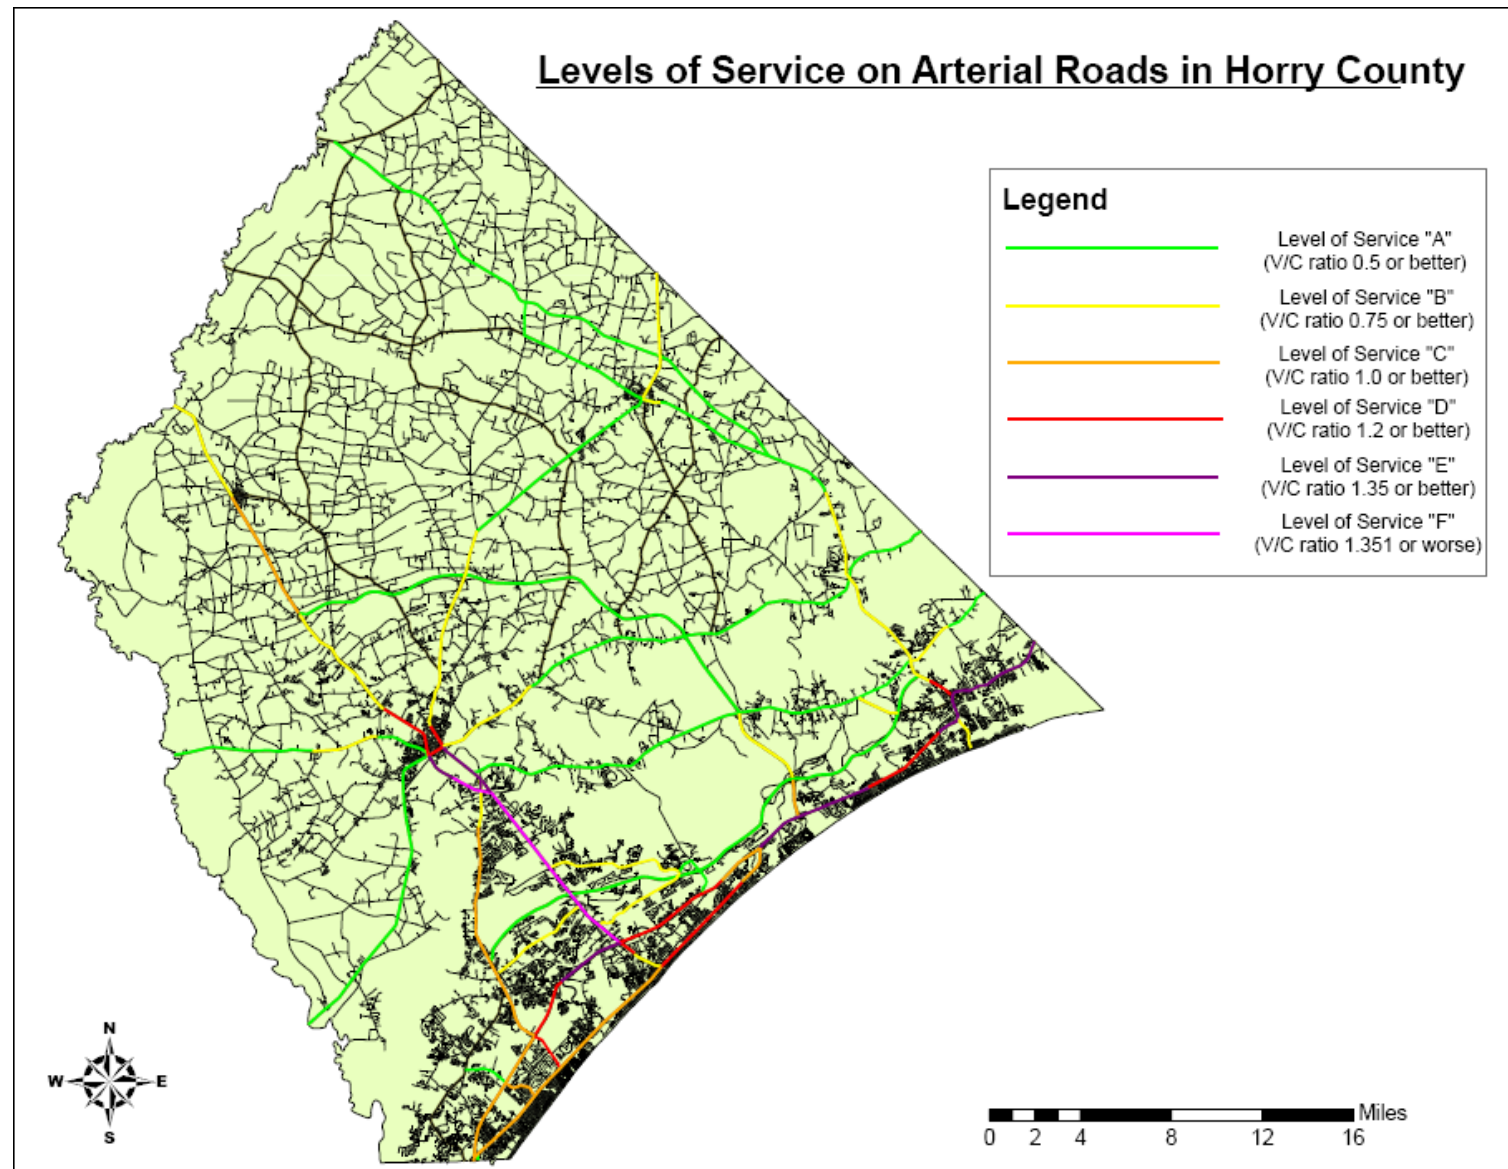 Levels of Service on Arterial Roads in Horry County
Legend
Level of Service "A"
(V/C ratio 0.5 or better)
Level of Service "B"
(V/C ratio 0.75 or better)
Level of Service "C"
(V/C ratio 1.0 or better)
Level of Service "D"
(V/C ratio 1.2 or better)
Level of Service "E"
(V/C ratio 1.35 or better)
Level of Service "F"
(V/C ratio 1.351 or worse)
N
W E
S
Miles
0 2 4 8 12 16